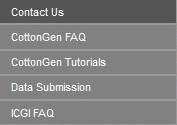 Contact Us
CottonGen FAQ
CottonGen Tutorials
Data Submission
ICGI FAQ